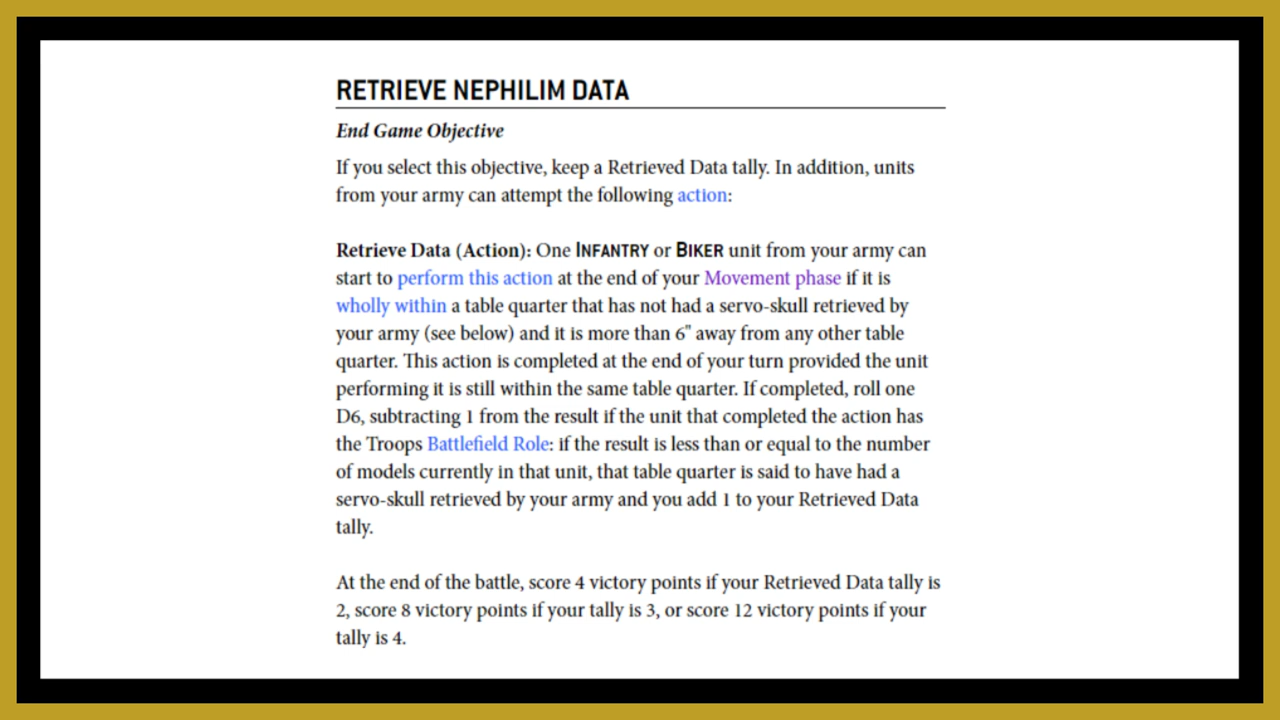 RETRIEVE NEPHILIM DATA
End Game Objective
If you select this objective, keep a Retrieved Data tally. In addition, units
from your army can attempt the following action:
Retrieve Data (Action): One INFANTRY or BIKER unit from your army can
start to perform this action at the end of your Movement phase if it is
wholly within a table quarter that has not had a servo-skull retrieved by
your army (see below) and it is more than 6" away from any other table
quarter. This action is completed at the end of your turn provided the unit
performing it is still within the same table quarter. If completed, roll one
D6, subtracting 1 from the result if the unit that completed the action has
the Troops Battlefield Role: if the result is less than or equal to the number
of models currently in that unit, that table quarter is said to have had a
servo-skull retrieved by your army and you add 1 to your Retrieved Data
tally.
At the end of the battle, score 4 victory points if your Retrieved Data tally is
2, score 8 victory points if your tally is 3, or score 12 victory points if your
tally is 4.